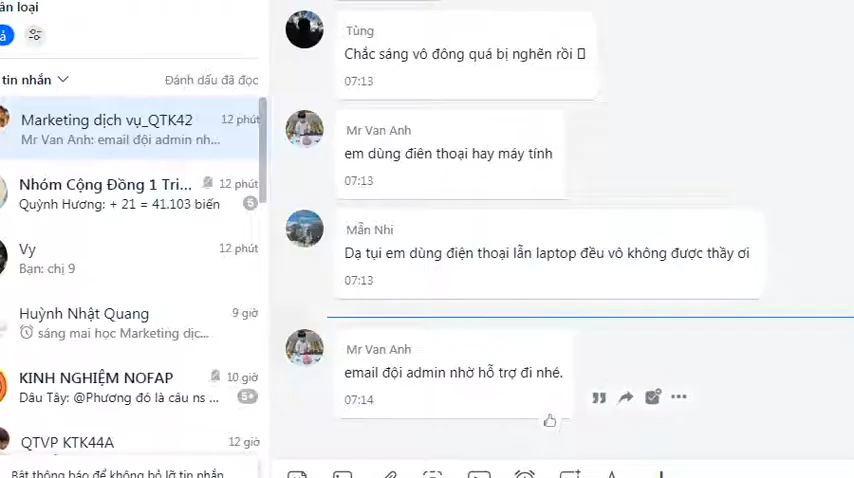 ân loại
tin nhắn
Đánh dấu đã đọc
Marketing dịch vụ_QTK42
12 phút
Mr Van Anh: email đội admin nh...
Nhóm Cộng Đồng 1 Tri...
12 phút
Quỳnh Hương: + 21 = 41.103 biến
5
Vy
12 phút
Bạn: chị 9
Huỳnh Nhật Quang
9 giờ
sáng mai học Marketing dịc...
KINH NGHIỆM NOFAP
10 giờ
Dâu Tây: @Phương đó là câu ns ...
5+
QTVP KTK44A
12 giờ
Bật thông báo để không bỏ lỡ tin nhắn
Tùng
Chắc sáng vô đông quá bị nghẽn rồi
07:13
Mr Van Anh
em dùng điên thoại hay máy tính
07:13
Mẫn Nhi
Dạ tụi em dùng điện thoại lẫn laptop đều vô không được thầy ơi
07:13
Mr Van Anh
email đội admin nhờ hỗ trợ đi nhé.
07:14